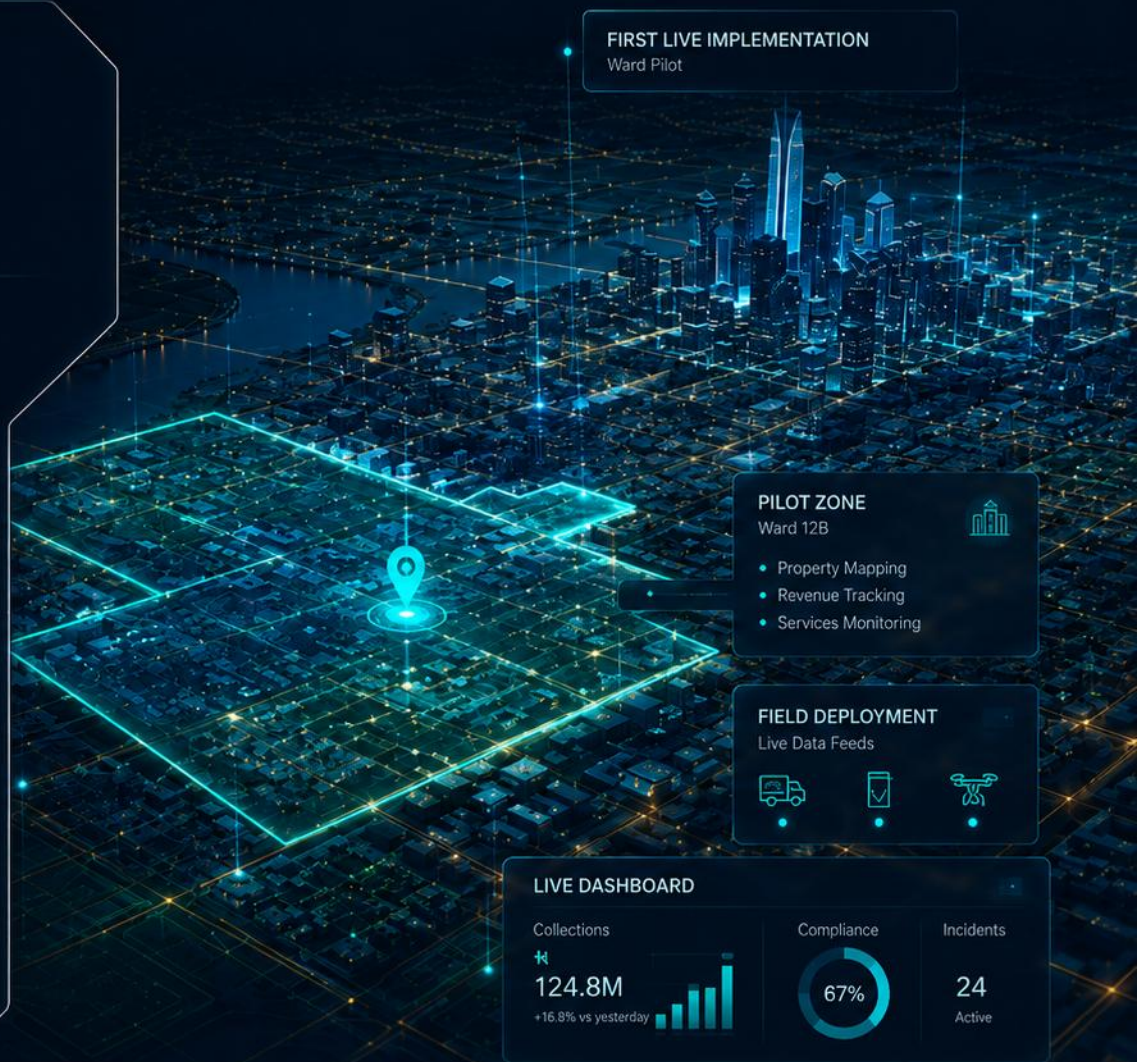 FIRST LIVE IMPLEMENTATION
Ward Pilot
PILOT ZONE
Ward 12B
• Property Mapping
• Revenue Tracking
• Services Monitoring
FIELD DEPLOYMENT
Live Data Feeds
LIVE DASHBOARD
Collections
124.8M
+16.8% vs yesterday
Compliance
67%
Incidents
24
Active